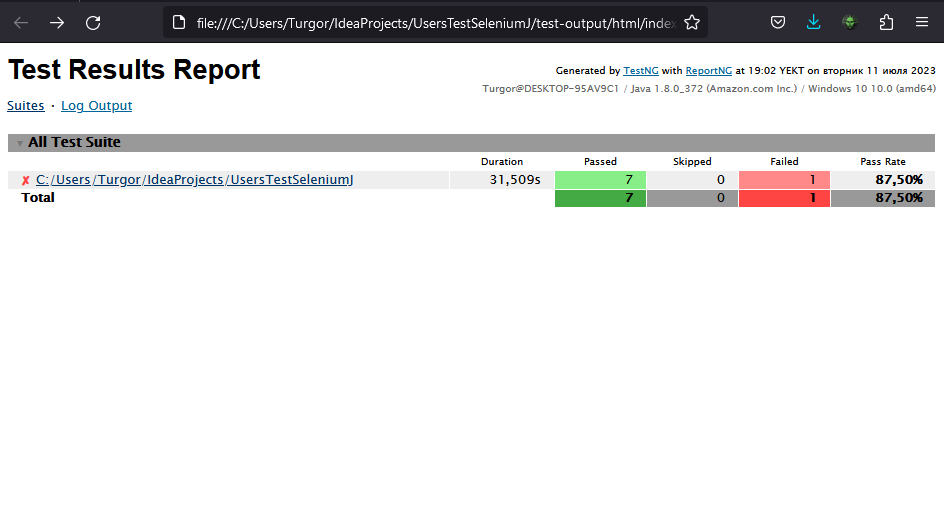 file:///C:/Users/Turgor/IdeaProjects/UsersTestSeleniumJ/test-output/html/index
Test Results Report
Generated by TestNG with ReportNG at 19:02 YEKT on вторник 11 июля 2023
Turgor@DESKTOP-95AV9C1 / Java 1.8.0_372 (Amazon.com Inc.) / Windows 10 10.0 (amd64)
Suites · Log Output
All Test Suite
Duration Passed Skipped Failed Pass Rate
✘ C:/Users/Turgor/IdeaProjects/UsersTestSeleniumJ 31,509s 7 0 1 87,50%
Total 7 0 1 87,50%